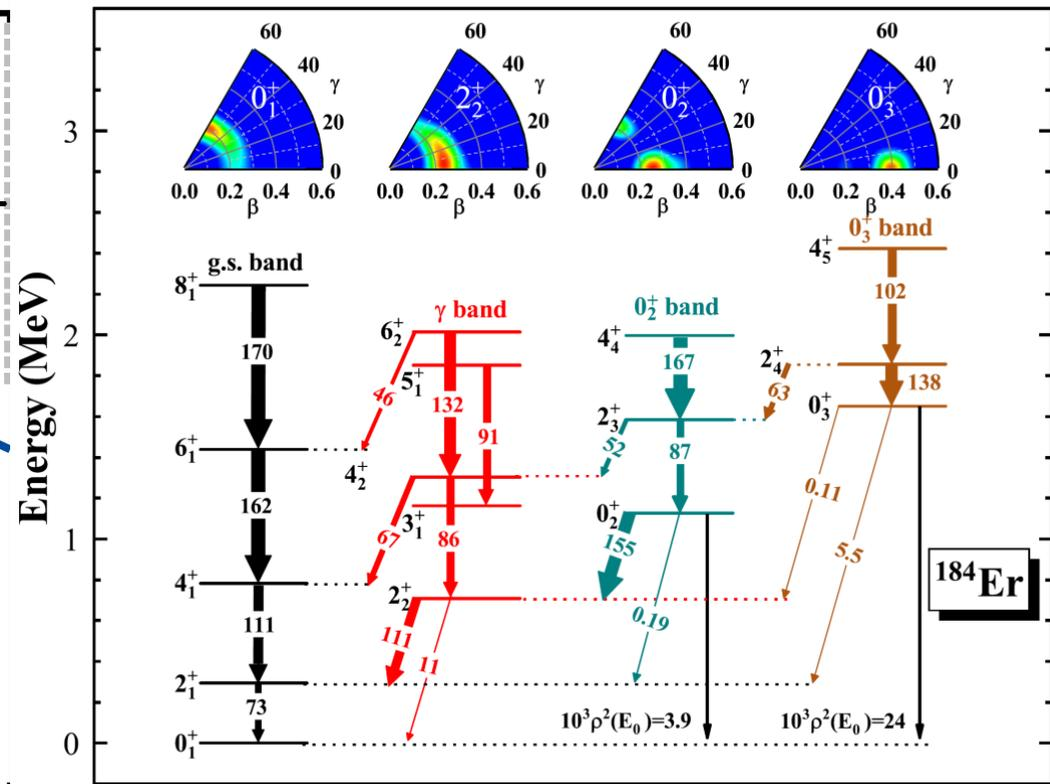 60 60 60 60
40 γ 40 γ 40 γ 40 γ
0₁⁺ 2₂⁺ 0₂⁺ 0₃⁺
20 20 20 20
0 0 0 0
0.0 0.2 0.4 0.6 0.0 0.2 0.4 0.6 0.0 0.2 0.4 0.6 0.0 0.2 0.4 0.6
β β β β
Energy (MeV)
3
2
1
0
g.s. band
8₁⁺
170
6₁⁺
162
4₁⁺
111
2₁⁺
73
0₁⁺
γ band
6₂⁺
5₁⁺
46
132
91
4₂⁺
3₁⁺
67
86
2₂⁺
111
11
0₂⁺ band
4₄⁺
167
2₃⁺
52
87
0₂⁺
155
0.19
10³ρ²(E₀)=3.9
0₃⁺ band
4₅⁺
102
2₄⁺
63
138
0₃⁺
0.11
5.5
10³ρ²(E₀)=24
¹⁸⁴Er